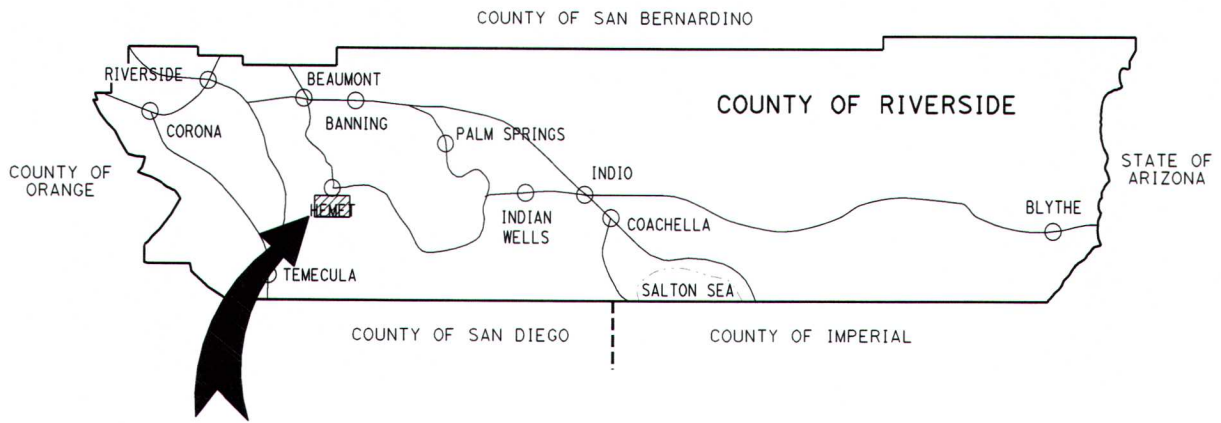 COUNTY OF SAN BERNARDINO
RIVERSIDE
BEAUMONT
COUNTY OF RIVERSIDE
CORONA
BANNING
PALM SPRINGS
COUNTY OF
ORANGE
INDIO
STATE OF
ARIZONA
HEMET
INDIAN
WELLS
COACHELLA
BLYTHE
TEMECULA
SALTON SEA
COUNTY OF SAN DIEGO
COUNTY OF IMPERIAL